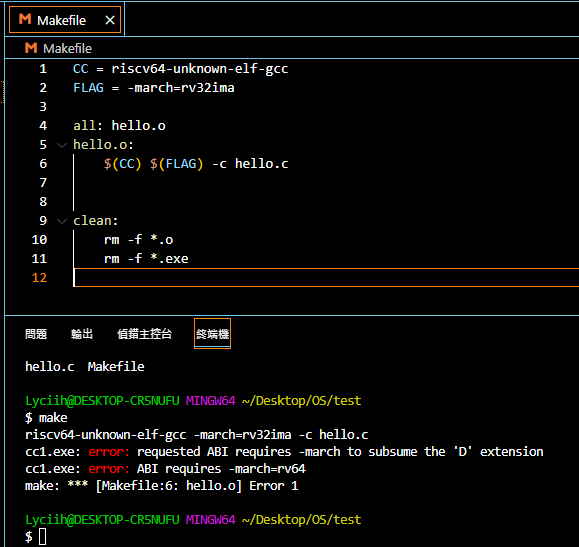 Makefile
Makefile
1 CC = riscv64-unknown-elf-gcc
2 FLAG = -march=rv32ima
3
4 all: hello.o
5 hello.o:
6 $(CC) $(FLAG) -c hello.c
7
8
9 clean:
10 rm -f *.o
11 rm -f *.exe
12
問題 輸出 偵錯主控台 終端機
hello.c Makefile
Lyciih@DESKTOP-CR5NUFU MINGW64 ~/Desktop/OS/test
$ make
riscv64-unknown-elf-gcc -march=rv32ima -c hello.c
cc1.exe: error: requested ABI requires -march to subsume the 'D' extension
cc1.exe: error: ABI requires -march=rv64
make: *** [Makefile:6: hello.o] Error 1
Lyciih@DESKTOP-CR5NUFU MINGW64 ~/Desktop/OS/test
$